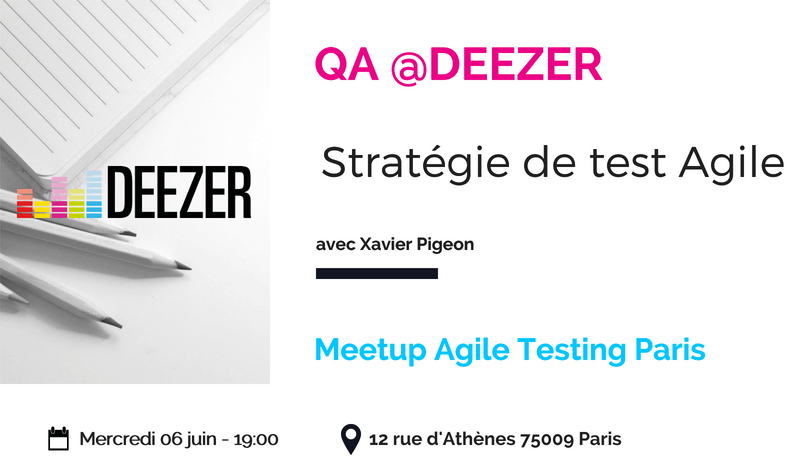 QA @DEEZER
DEEZER
Stratégie de test Agile
avec Xavier Pigeon
Meetup Agile Testing Paris
Mercredi 06 juin - 19:00
12 rue d'Athènes 75009 Paris